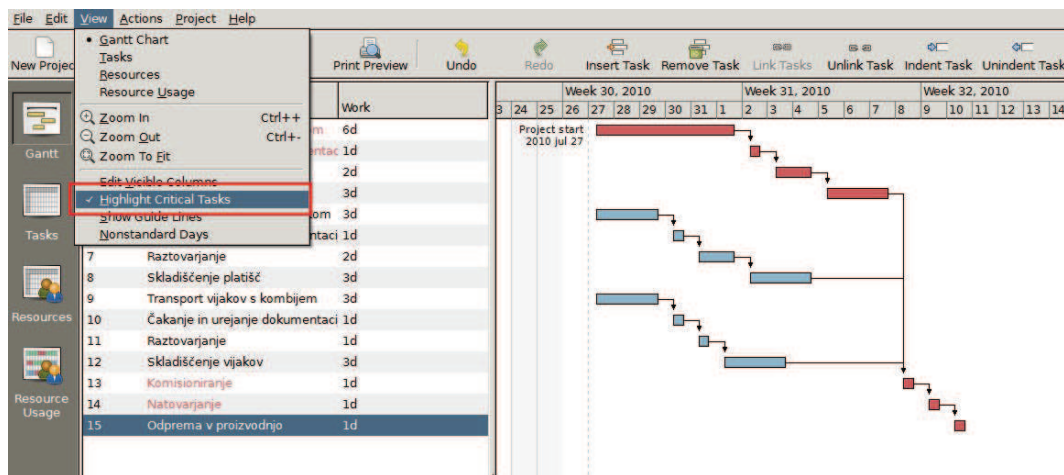 File Edit View Actions Project Help
New Projec Print Preview Undo Redo Insert Task Remove Task Link Tasks Unlink Task Indent Task Unindent Task
• Gantt Chart
Tasks
Resources
Resource Usage
Zoom In Ctrl++
Zoom Out Ctrl+-
Zoom To Fit
Edit Visible Columns
✓ Highlight Critical Tasks
Show Guide Lines
Nonstandard Days
Gantt
Tasks
Resources
Resource Usage
Work
Week 30, 2010 Week 31, 2010 Week 32, 2010
3 24 25 26 27 28 29 30 31 1 2 3 4 5 6 7 8 9 10 11 12 13 14
Project start
2010 jul 27
m 6d
entac 1d
2d
3d
om 3d
ntaci 1d
7 Raztovarjanje 2d
8 Skladiščenje platišč 3d
9 Transport vijakov s kombijem 3d
10 Čakanje in urejanje dokumentaci 1d
11 Raztovarjanje 1d
12 Skladiščenje vijakov 3d
13 Komisioniranje 1d
14 Natovarjanje 1d
15 Odprema v proizvodnjo 1d